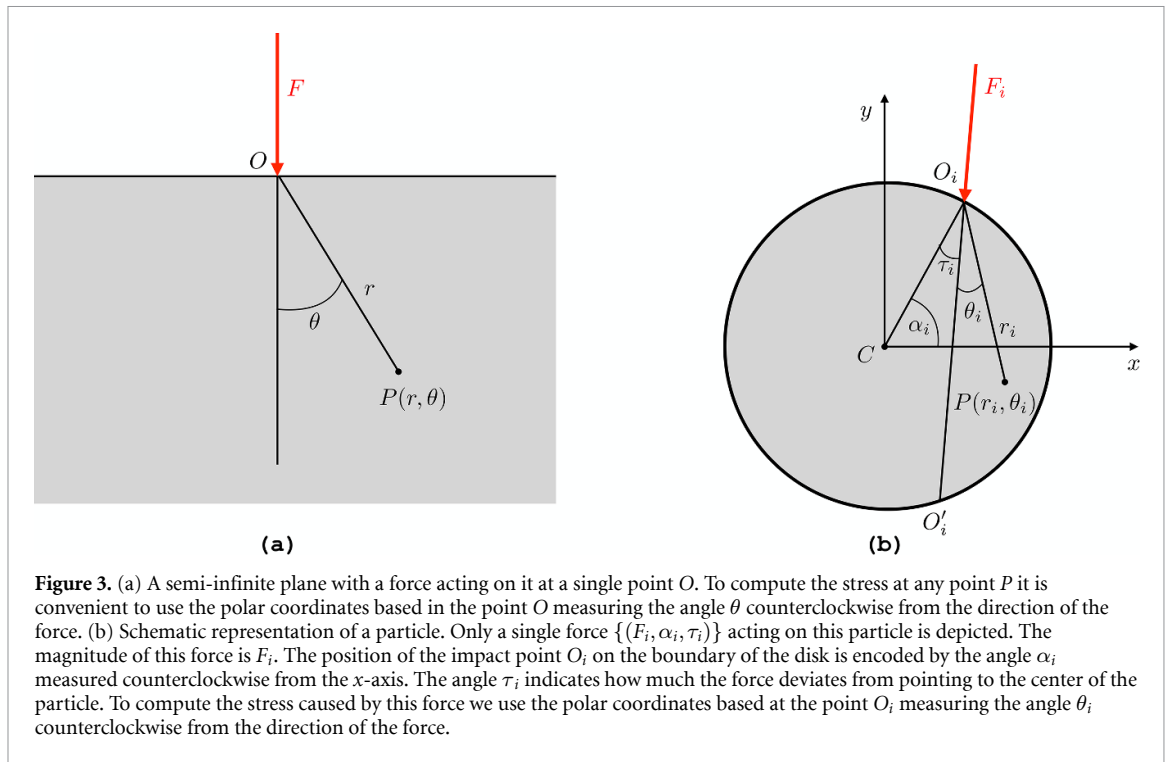 F
O
r
θ
P(r, θ)
(a)
F_i
y
O_i
τ_i
θ_i
α_i
r_i
C
x
P(r_i, θ_i)
O'_i
(b)
Figure 3. (a) A semi-infinite plane with a force acting on it at a single point O. To compute the stress at any point P it is
convenient to use the polar coordinates based in the point O measuring the angle θ counterclockwise from the direction of the
force. (b) Schematic representation of a particle. Only a single force {(F_i, α_i, τ_i)} acting on this particle is depicted. The
magnitude of this force is F_i. The position of the impact point O_i on the boundary of the disk is encoded by the angle α_i
measured counterclockwise from the x-axis. The angle τ_i indicates how much the force deviates from pointing to the center of the
particle. To compute the stress caused by this force we use the polar coordinates based at the point O_i measuring the angle θ_i
counterclockwise from the direction of the force.